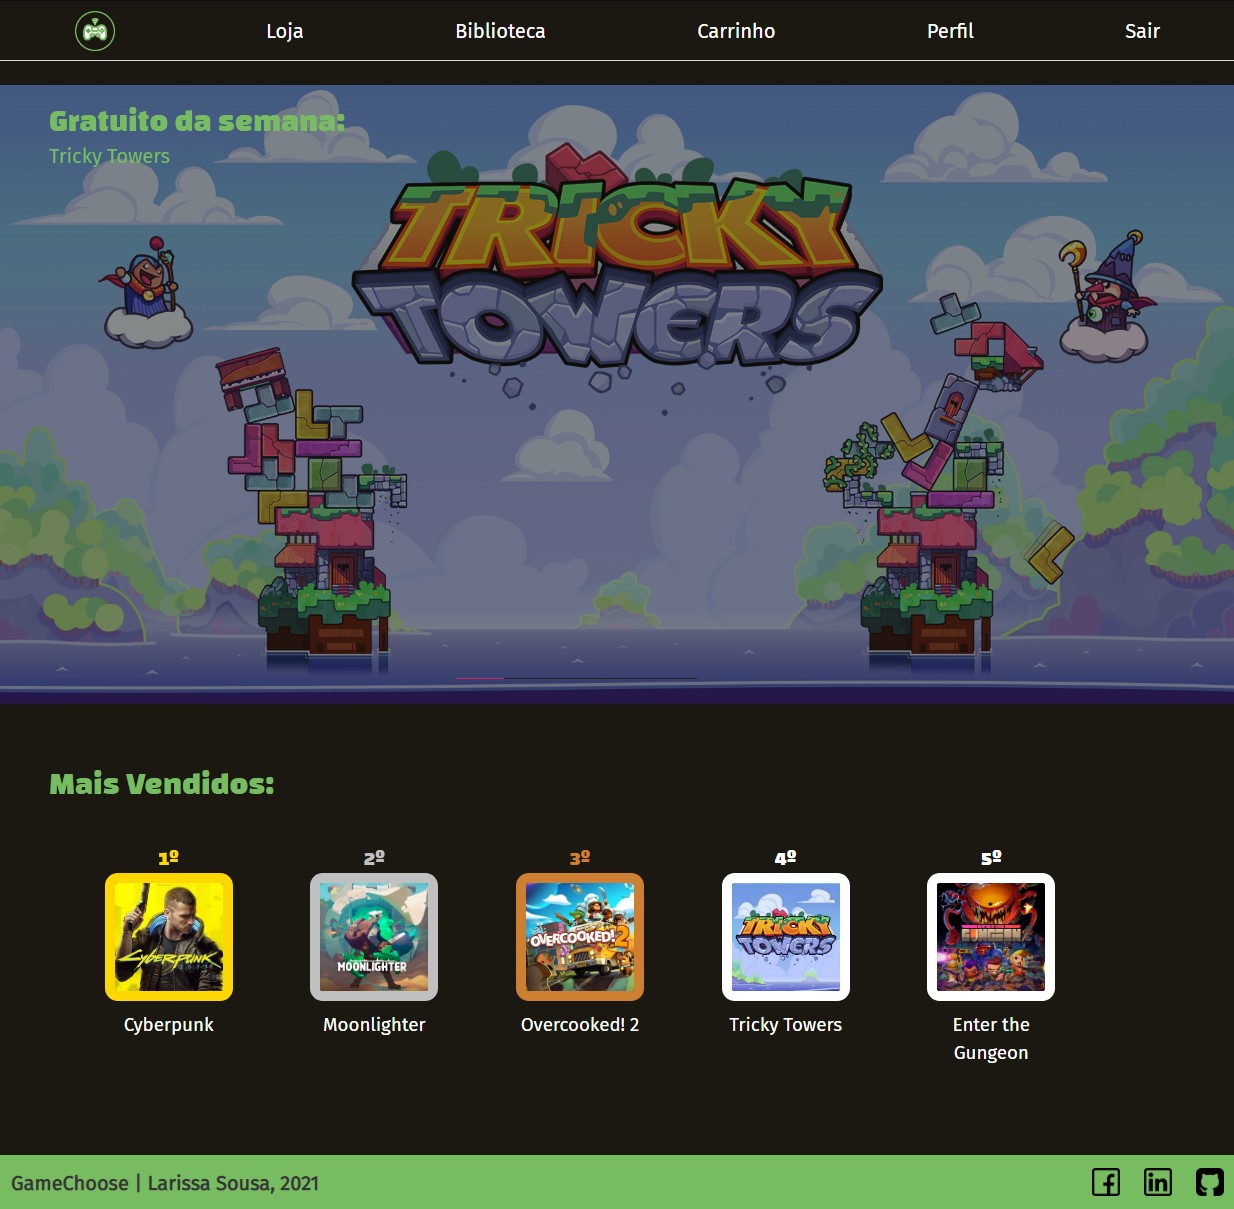 Loja Biblioteca Carrinho Perfil Sair
Gratuito da semana:
Tricky Towers
TRICKY
TOWERS
Mais Vendidos:
1º 2º 3º 4º 5º
CYBERPUNK
MOONLIGHTER
OVERCOOKED! 2
TRICKY
TOWERS
GUNGEON
Cyberpunk Moonlighter Overcooked! 2 Tricky Towers Enter the
Gungeon
GameChoose | Larissa Sousa, 2021